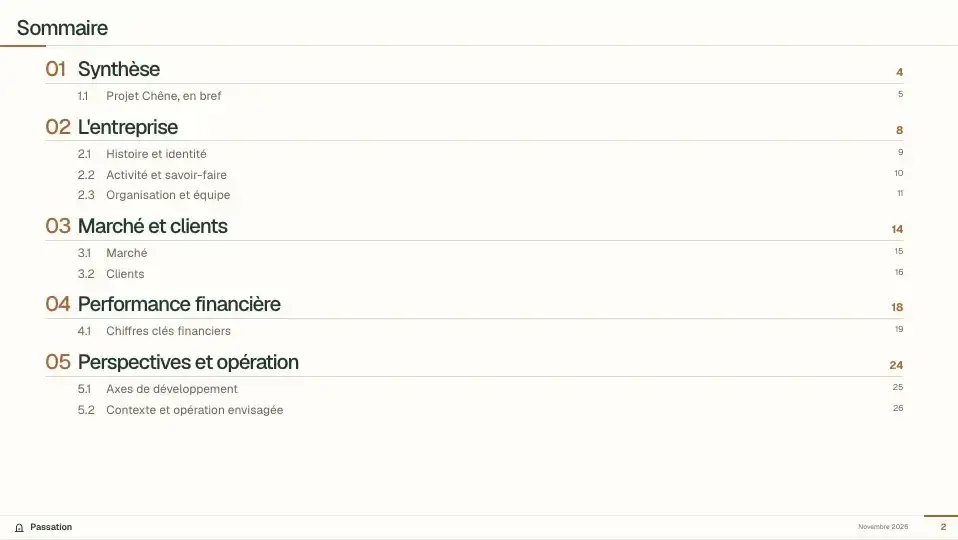 Sommaire
01 Synthèse 4
1.1 Projet Chêne, en bref 5
02 L'entreprise 8
2.1 Histoire et identité 9
2.2 Activité et savoir-faire 10
2.3 Organisation et équipe 11
03 Marché et clients 14
3.1 Marché 15
3.2 Clients 16
04 Performance financière 18
4.1 Chiffres clés financiers 19
05 Perspectives et opération 24
5.1 Axes de développement 25
5.2 Contexte et opération envisagée 26
Passation Novembre 2026 2